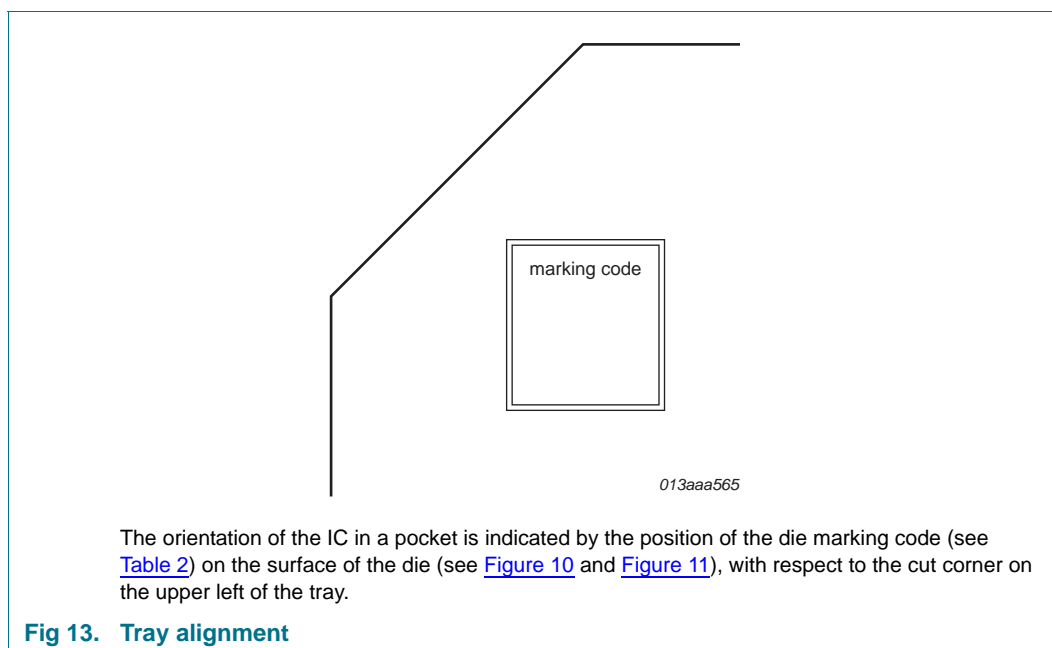 marking code
013aaa565
The orientation of the IC in a pocket is indicated by the position of the die marking code (see
Table 2) on the surface of the die (see Figure 10 and Figure 11), with respect to the cut corner on
the upper left of the tray.
Fig 13. Tray alignment